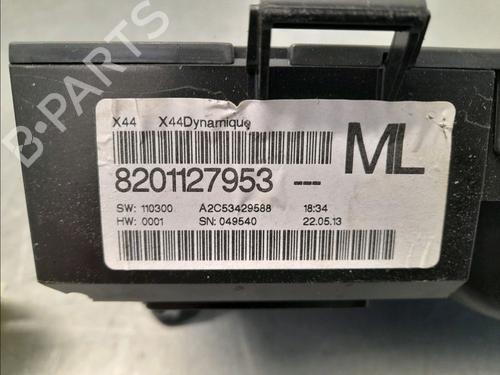 X44 X44Dynamique
ML
8201127953 ---
SW: 110300 A2C53429588 18:34
HW: 0001 SN: 049540 22.05.13
B-PARTS